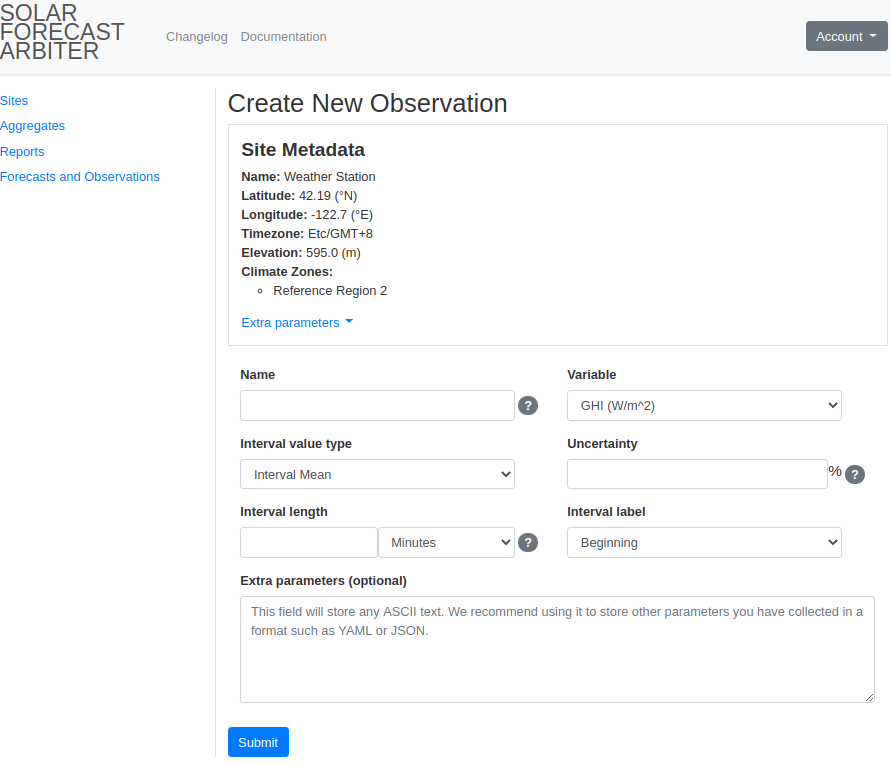 SOLAR
FORECAST
ARBITER
Changelog Documentation
Account
Sites
Aggregates
Reports
Forecasts and Observations
Create New Observation
Site Metadata
Name: Weather Station
Latitude: 42.19 (°N)
Longitude: -122.7 (°E)
Timezone: Etc/GMT+8
Elevation: 595.0 (m)
Climate Zones:
Reference Region 2
Extra parameters
Name Variable
? GHI (W/m^2)
Interval value type Uncertainty
Interval Mean % ?
Interval length Interval label
Minutes ? Beginning
Extra parameters (optional)
This field will store any ASCII text. We recommend using it to store other parameters you have collected in a
format such as YAML or JSON.
Submit